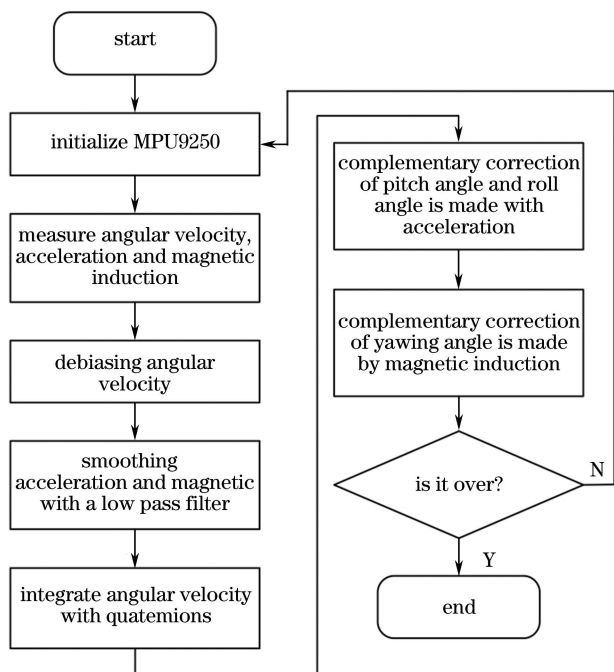 start
initialize MPU9250
measure angular velocity,
acceleration and magnetic
induction
debiasing angular
velocity
smoothing
acceleration and magnetic
with a low pass filter
integrate angular velocity
with quatemions
complementary correction
of pitch angle and roll
angle is made with
acceleration
complementary correction
of yawing angle is made
by magnetic induction
is it over?
N
Y
end